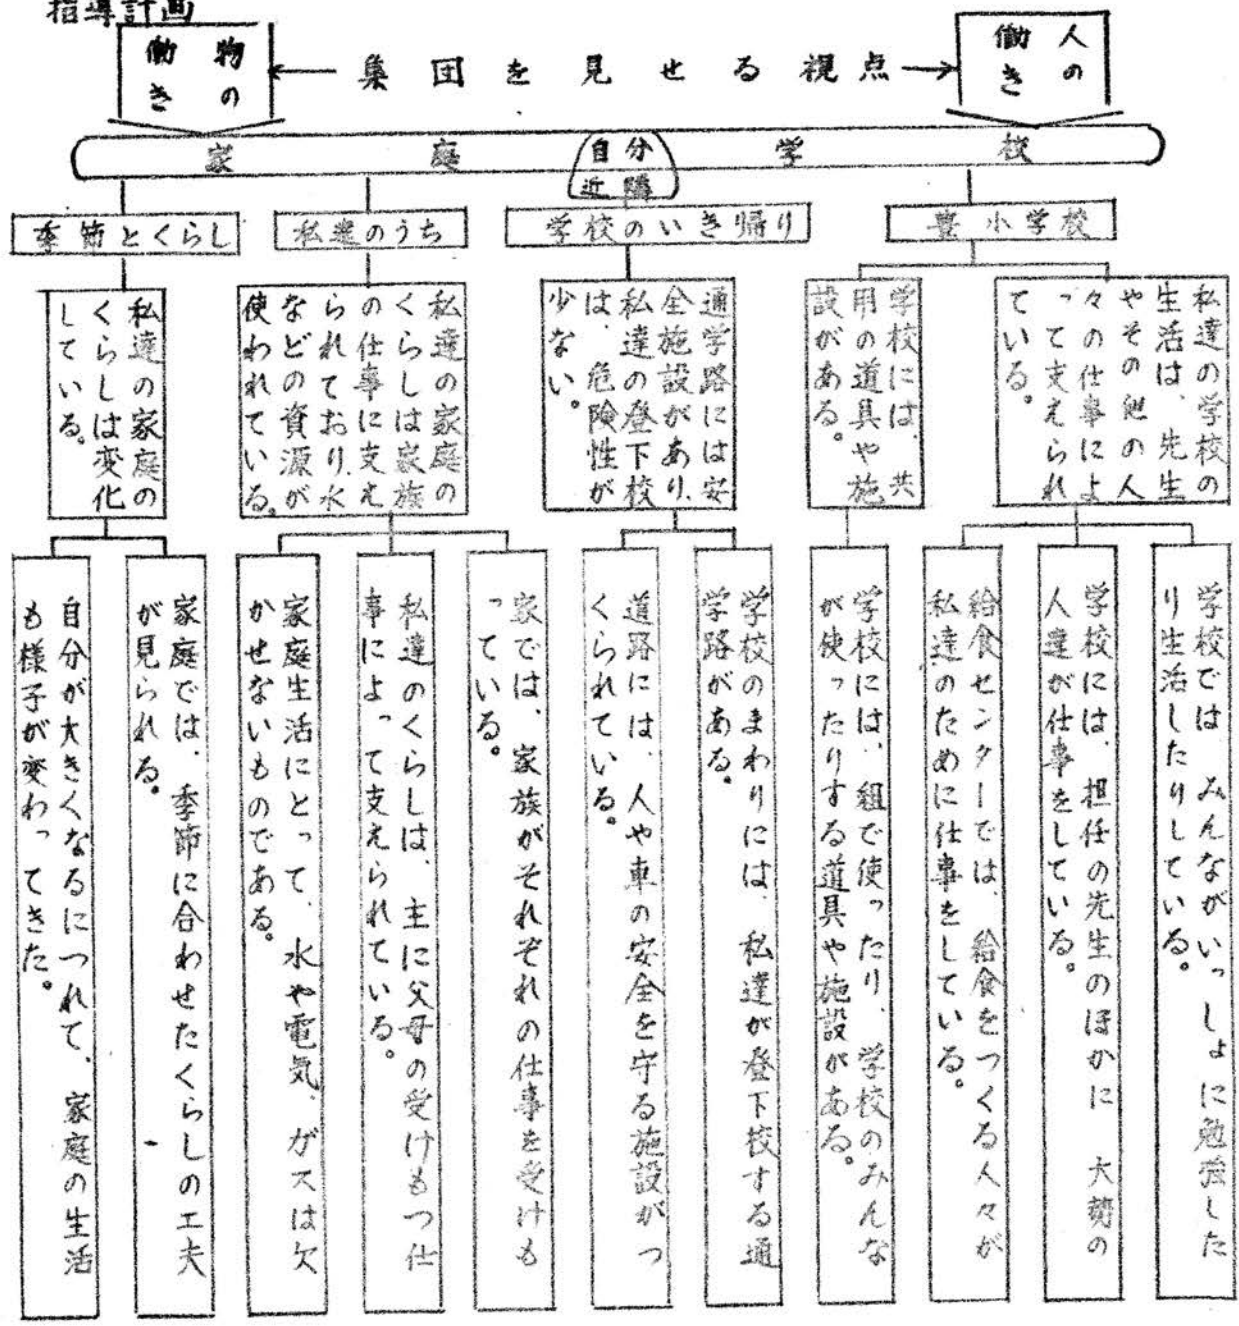 指導計画
人の
働き
集団を見せる視点
物の
働き
家庭
自分
近隣
学校
豊小学校
学校のいき帰り
私達のうち
季節とくらし
私達の学校の
生活は、先生
やその他の人
々の仕事によ
って支えられ
ている。
学校には、共
用の道具や施
設がある。
通学路には安
全施設があり、
私達の登下校
は、危険性が
少ない。
私達の家庭の
くらしは家族
の仕事に支え
られており、水
などの資源が
使われている。
私達の家庭の
くらしは変化
している。
学校では みんながいっしょに勉強した
り生活したりしている。
学校には、担任の先生のほかに 大勢の
人達が仕事をしている。
給食センターでは、給食をつくる人々が
私達のために仕事をしている。
学校には、組で使ったり、学校のみんな
が使ったりする道具や施設がある。
学校のまわりには 私達が登下校する通
学路がある。
道路には、人や車の安全を守る施設がつ
くられている。
家では、家族がそれぞれの仕事を受けも
っている。
私達のくらしは、主に父母の受けもつ仕
事によって支えられている。
家庭生活にとって、水や電気、ガスは欠
かせないものである。
家庭では、季節に合わせたくらしの工夫
が見られる。
自分が大きくなるにつれて、家庭の生活
も様子が変わってきた。